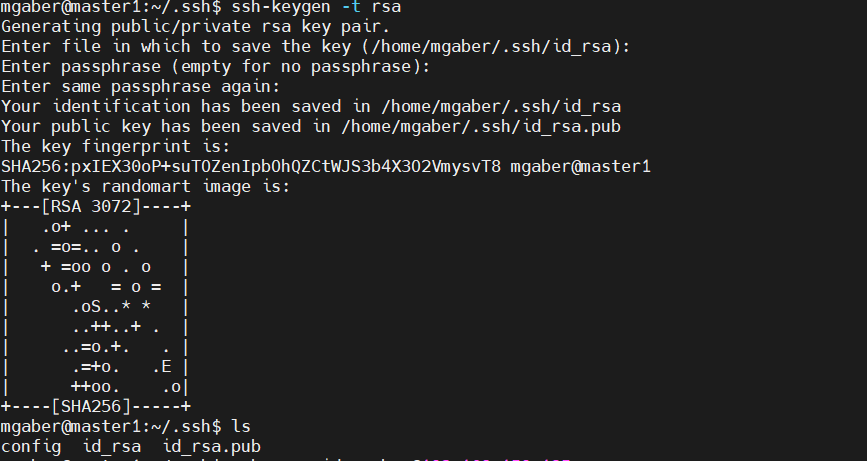 mgaber@master1:~/.ssh$ ssh-keygen -t rsa
Generating public/private rsa key pair.
Enter file in which to save the key (/home/mgaber/.ssh/id_rsa):
Enter passphrase (empty for no passphrase):
Enter same passphrase again:
Your identification has been saved in /home/mgaber/.ssh/id_rsa
Your public key has been saved in /home/mgaber/.ssh/id_rsa.pub
The key fingerprint is:
SHA256:pxIEX30oP+suTOZenIpbOhQZCtWJS3b4X3O2VmysvT8 mgaber@master1
The key's randomart image is:
+---[RSA 3072]----+
|   .o+ ... .     |
|  . =o=.. o .    |
|   + =oo o . o   |
|    o.+   = o =  |
|      .oS..* *   |
|      ..++..+ .  |
|     ..=o.+.   . |
|      .=+o.   .E |
|      ++oo.    .o|
+----[SHA256]-----+
mgaber@master1:~/.ssh$ ls
config  id_rsa  id_rsa.pub